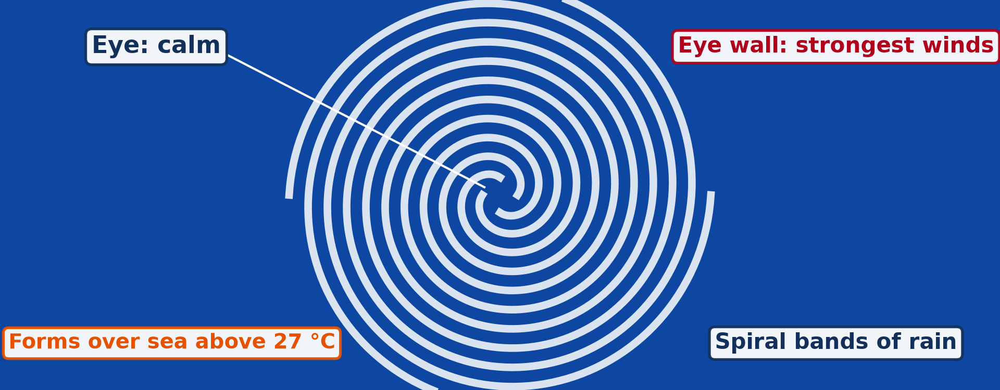 Eye: calm
Eye wall: strongest winds
Forms over sea above 27 °C
Spiral bands of rain